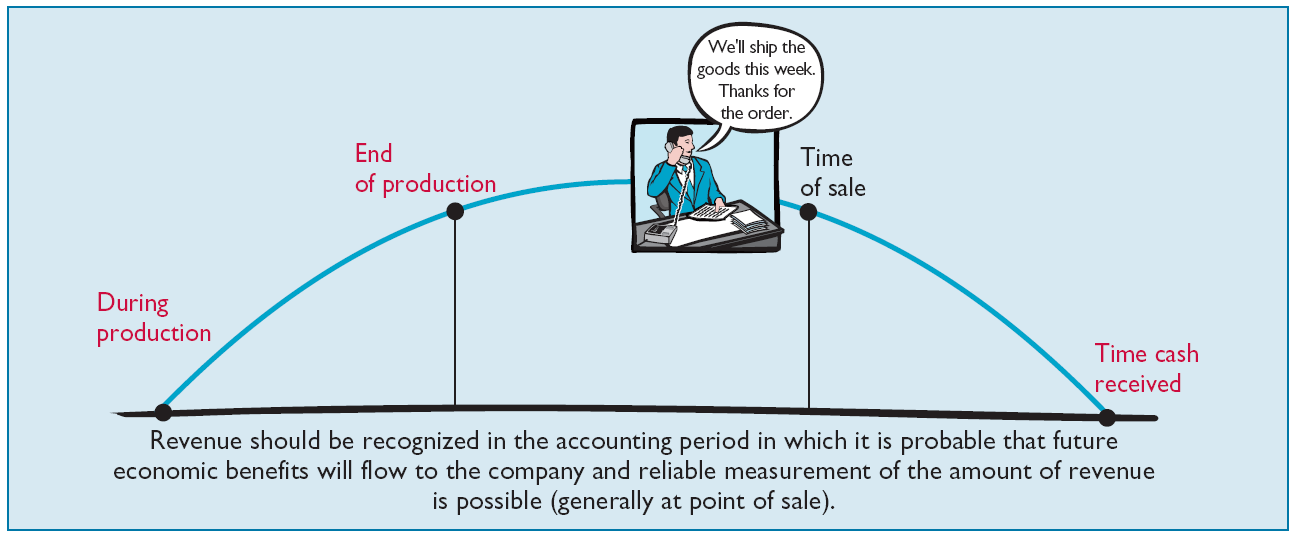 We'll ship the
goods this week.
Thanks for
the order.
End
of production
Time
of sale
During
production
Time cash
received
Revenue should be recognized in the accounting period in which it is probable that future
economic benefits will flow to the company and reliable measurement of the amount of revenue
is possible (generally at point of sale).